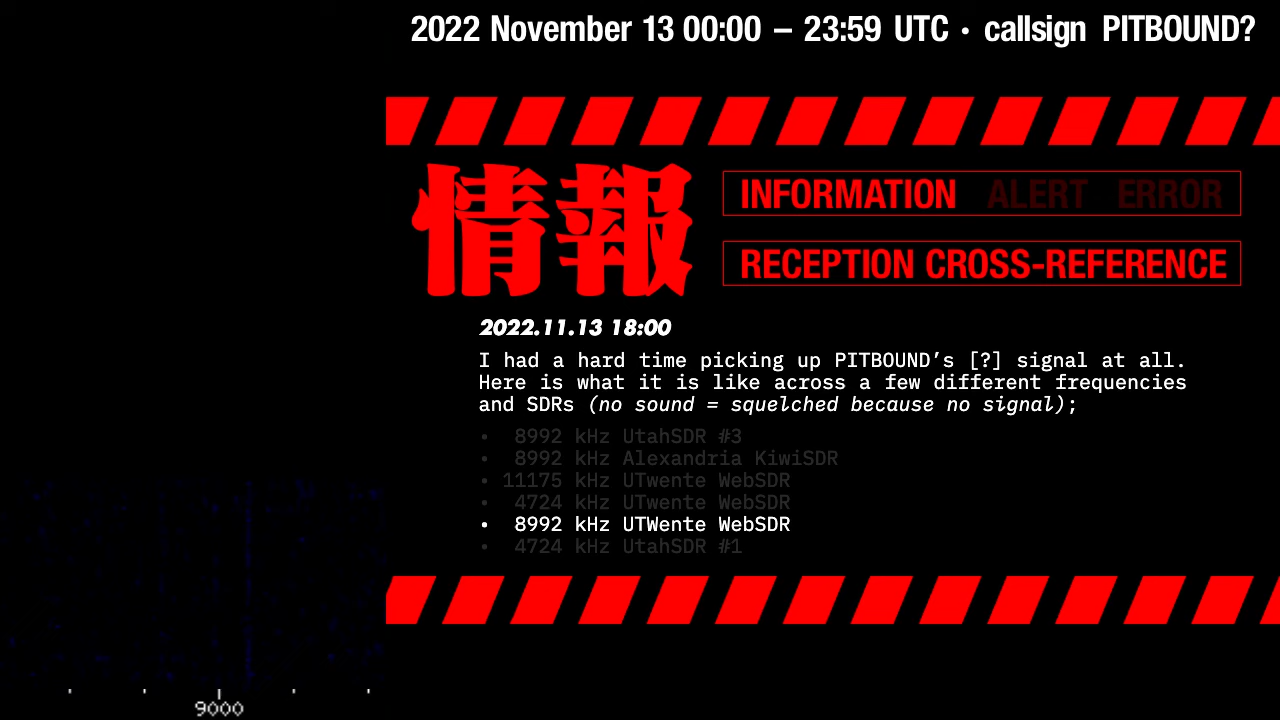 2022 November 13 00:00 – 23:59 UTC · callsign PITBOUND?
情報
INFORMATION ALERT ERROR
RECEPTION CROSS-REFERENCE
2022.11.13 18:00
I had a hard time picking up PITBOUND’s [?] signal at all.
Here is what it is like across a few different frequencies
and SDRs (no sound = squelched because no signal);
• 8992 kHz UtahSDR #3
• 8992 kHz Alexandria KiwiSDR
• 11175 kHz UTwente WebSDR
• 4724 kHz UTwente WebSDR
• 8992 kHz UTWente WebSDR
• 4724 kHz UtahSDR #1
9000